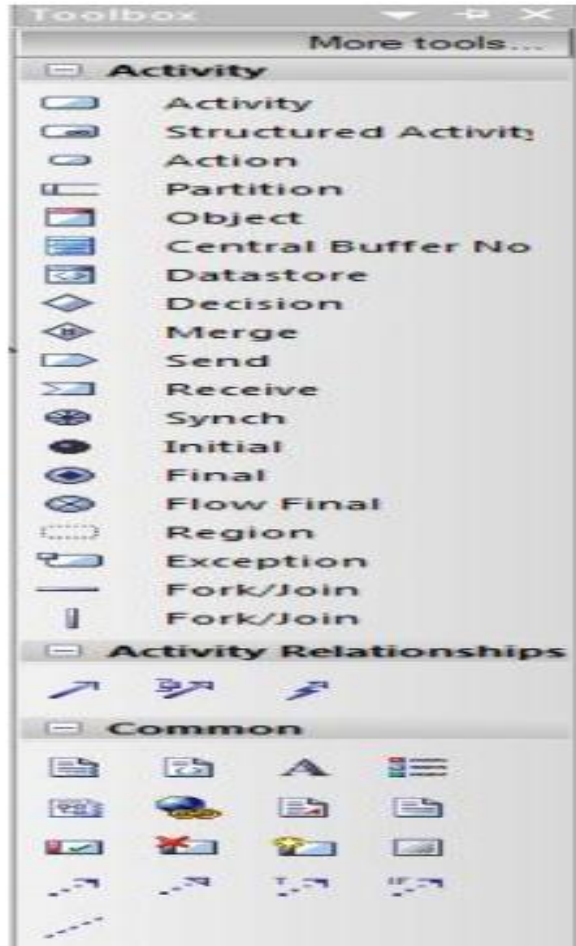 Toolbox
More tools...
Activity
Activity
Structured Activity
Action
Partition
Object
Central Buffer No
Datastore
Decision
Merge
Send
Receive
Synch
Initial
Final
Flow Final
Region
Exception
Fork/Join
Fork/Join
Activity Relationships
Common